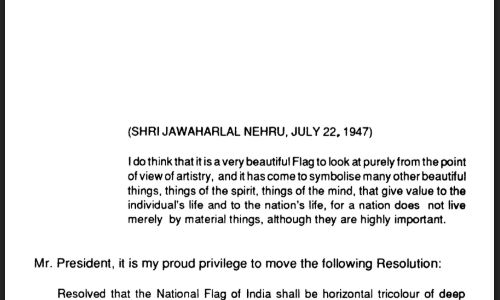 (SHRI JAWAHARLAL NEHRU, JULY 22, 1947)
I do think that it is a very beautiful Flag to look at purely from the point
of view of artistry, and it has come to symbolise many other beautiful
things, things of the spirit, things of the mind, that give value to the
individual's life and to the nation's life, for a nation does not live
merely by material things, although they are highly important.
Mr. President, it is my proud privilege to move the following Resolution:
Resolved that the National Flag of India shall be horizontal tricolour of deep